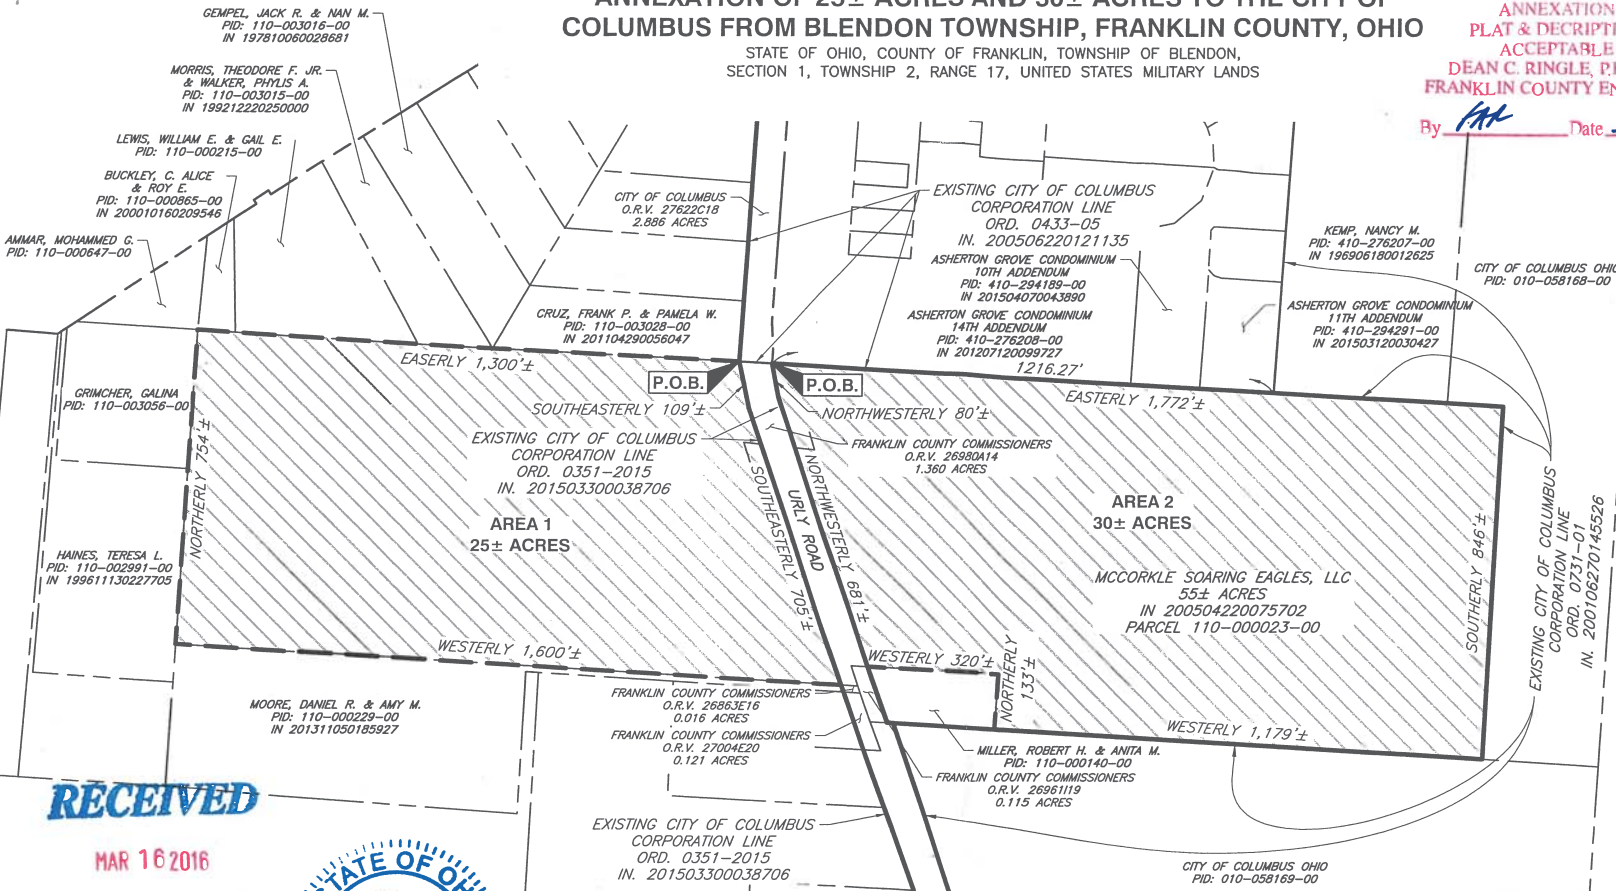 ANNEXATION OF 25± ACRES AND 30± ACRES TO THE CITY OF
COLUMBUS FROM BLENDON TOWNSHIP, FRANKLIN COUNTY, OHIO
STATE OF OHIO, COUNTY OF FRANKLIN, TOWNSHIP OF BLENDON,
SECTION 1, TOWNSHIP 2, RANGE 17, UNITED STATES MILITARY LANDS
ANNEXATION
PLAT & DECRIPTI
ACCEPTABLE
DEAN C. RINGLE, P.E
FRANKLIN COUNTY EN
By Date
GEMPEL, JACK R. & NAN M.
PID: 110-003016-00
IN 197810060028681
MORRIS, THEODORE F. JR.
& WALKER, PHYLIS A.
PID: 110-003015-00
IN 199212220250000
LEWIS, WILLIAM E. & GAIL E.
PID: 110-000215-00
BUCKLEY, C. ALICE
& ROY E.
PID: 110-000865-00
IN 200010160209546
AMMAR, MOHAMMED G.
PID: 110-000647-00
CITY OF COLUMBUS
O.R.V. 27622C18
2.886 ACRES
EXISTING CITY OF COLUMBUS
CORPORATION LINE
ORD. 0433-05
IN. 200506220121135
KEMP, NANCY M.
PID: 410-276207-00
IN 196906180012625
CITY OF COLUMBUS OHIO
PID: 010-058168-00
ASHERTON GROVE CONDOMINIUM
10TH ADDENDUM
PID: 410-294189-00
IN 201504070043890
ASHERTON GROVE CONDOMINIUM
14TH ADDENDUM
PID: 410-276208-00
IN 201207120099727
ASHERTON GROVE CONDOMINIUM
11TH ADDENDUM
PID: 410-294291-00
IN 201503120030427
CRUZ, FRANK P. & PAMELA W.
PID: 110-003028-00
IN 201104290056047
EASERLY 1,300'±
1216.27'
EASTERLY 1,772'±
P.O.B.
P.O.B.
GRIMCHER, GALINA
PID: 110-003056-00
SOUTHEASTERLY 109'±
NORTHWESTERLY 80'±
EXISTING CITY OF COLUMBUS
CORPORATION LINE
ORD. 0351-2015
IN. 201503300038706
FRANKLIN COUNTY COMMISSIONERS
O.R.V. 26980A14
1.360 ACRES
NORTHERLY 754'±
SOUTHEASTERLY 705'±
URLY ROAD
NORTHWESTERLY 681'±
AREA 1
25± ACRES
AREA 2
30± ACRES
HAINES, TERESA L.
PID: 110-002991-00
IN 199611130227705
MCCORKLE SOARING EAGLES, LLC
55± ACRES
IN 200504220075702
PARCEL 110-000023-00
SOUTHERLY 846'±
EXISTING CITY OF COLUMBUS
CORPORATION LINE
ORD. 0731-01
IN. 200106270145526
WESTERLY 1,600'±
WESTERLY 320'±
NORTHERLY
133'±
WESTERLY 1,179'±
MOORE, DANIEL R. & AMY M.
PID: 110-000229-00
IN 201311050185927
FRANKLIN COUNTY COMMISSIONERS
O.R.V. 26863E16
0.016 ACRES
FRANKLIN COUNTY COMMISSIONERS
O.R.V. 27004E20
0.121 ACRES
MILLER, ROBERT H. & ANITA M.
PID: 110-000140-00
FRANKLIN COUNTY COMMISSIONERS
O.R.V. 26961I19
0.115 ACRES
EXISTING CITY OF COLUMBUS
CORPORATION LINE
ORD. 0351-2015
IN. 201503300038706
CITY OF COLUMBUS OHIO
PID: 010-058169-00
RECEIVED
MAR 16 2016
STATE OF OH